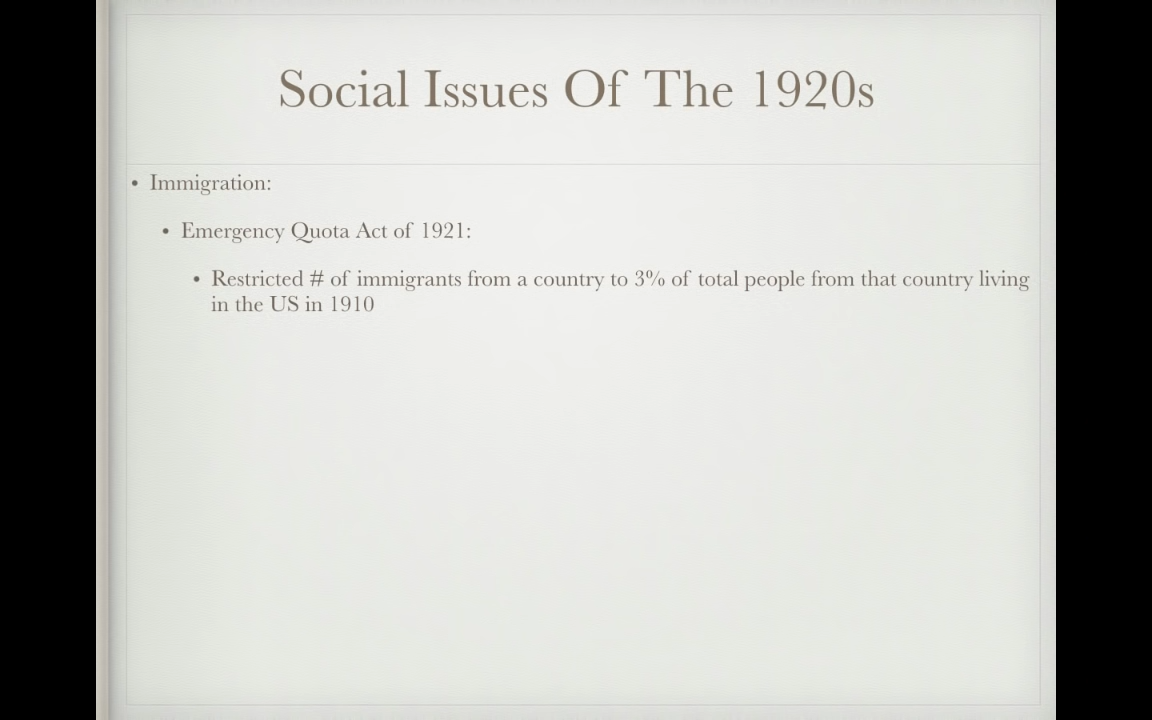 Social Issues Of The 1920s
• Immigration:
• Emergency Quota Act of 1921:
• Restricted # of immigrants from a country to 3% of total people from that country living
in the US in 1910